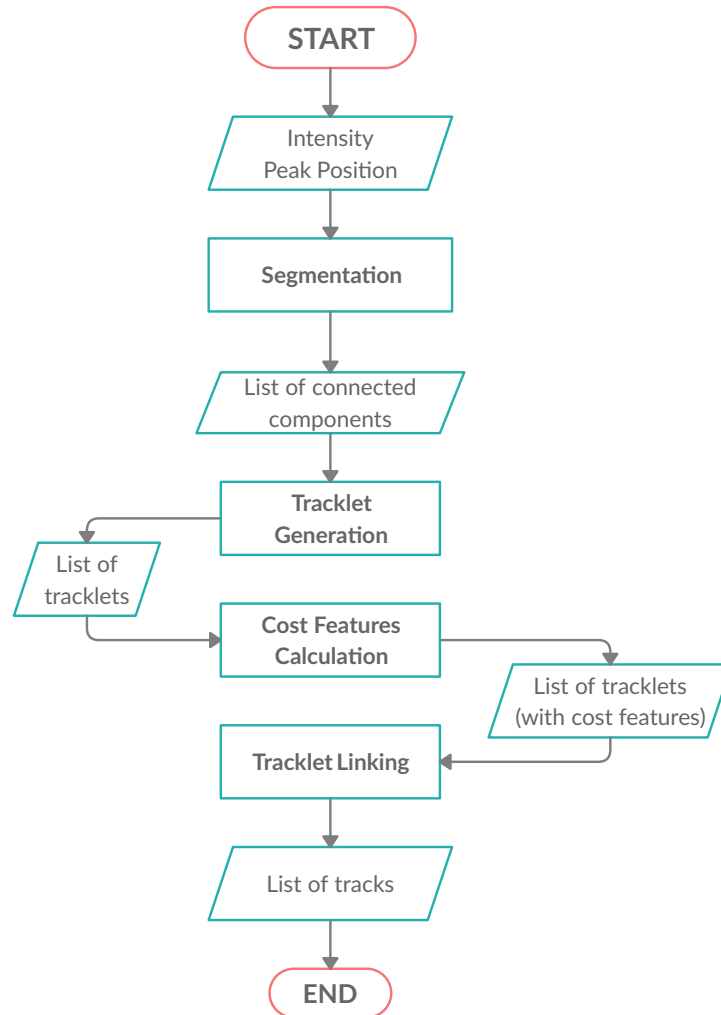 START
Intensity
Peak Position
Segmentation
List of connected
components
Tracklet
Generation
List of
tracklets
Cost Features
Calculation
List of tracklets
(with cost features)
Tracklet Linking
List of tracks
END